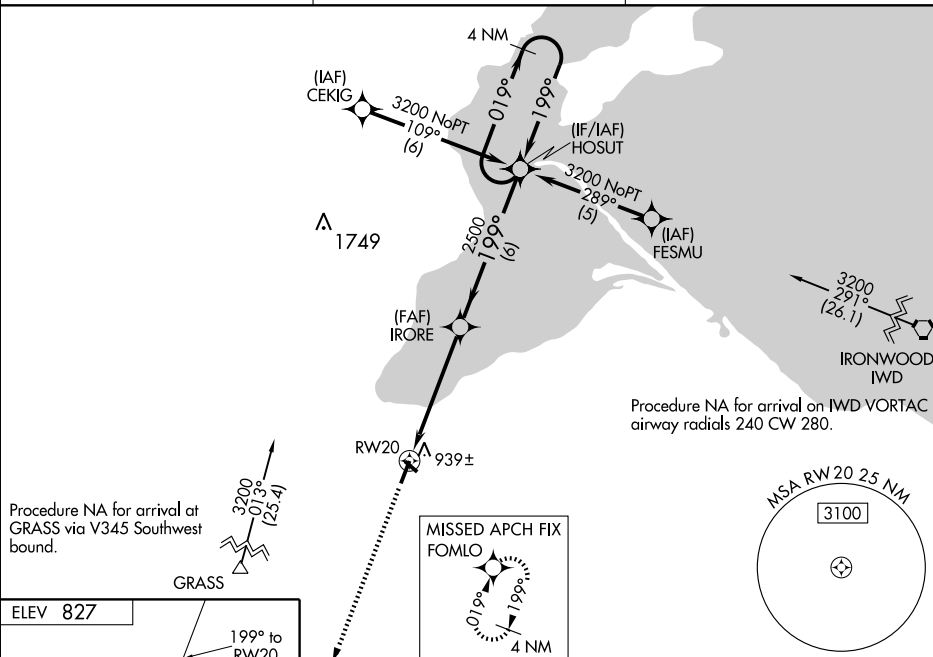 4 NM
(IAF)
CEKIG
3200 NoPT
109°
(6)
019°
199°
(IF/IAF)
HOSUT
3200 NoPT
289°
(5)
(IAF)
FESMU
1749
2500
199°
(6)
3200
291°
(26.1)
(FAF)
IRORE
IRONWOOD
IWD
Procedure NA for arrival on IWD VORTAC
airway radials 240 CW 280.
RW20
939±
3200
013°
(25.4)
Procedure NA for arrival at
GRASS via V345 Southwest
bound.
GRASS
MSA RW 20 25 NM
3100
MISSED APCH FIX
FOMLO
019°
199°
4 NM
ELEV 827
199° to
RW20